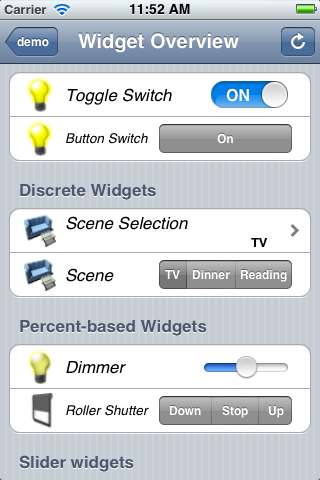 Carrier 11:52 AM
demo Widget Overview
Toggle Switch ON
Button Switch On
Discrete Widgets
Scene Selection
TV
Scene TV Dinner Reading
Percent-based Widgets
Dimmer
Roller Shutter Down Stop Up
Slider widgets